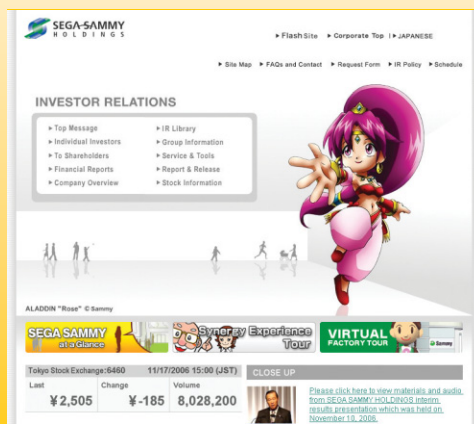 SEGA SAMMY
HOLDINGS
▶ Flash Site ▶ Corporate Top | ▶ JAPANESE
▶ Site Map ▶ FAQs and Contact ▶ Request Form ▶ IR Policy ▶ Schedule
INVESTOR RELATIONS
▶ Top Message ▶ IR Library
▶ Individual Investors ▶ Group Information
▶ To Shareholders ▶ Service & Tools
▶ Financial Reports ▶ Report & Release
▶ Company Overview ▶ Stock Information
ALADDIN "Rose" © Sammy
SEGA SAMMY
at a Glance
Synergy Experience
Tour
VIRTUAL
FACTORY TOUR
Sammy
Tokyo Stock Exchange:6460 11/17/2006 15:00 (JST)
Last Change Volume
¥2,505 ¥-185 8,028,200
CLOSE UP
Please click here to view materials and audio
from SEGA SAMMY HOLDINGS interim
results presentation which was held on
November 10, 2006.